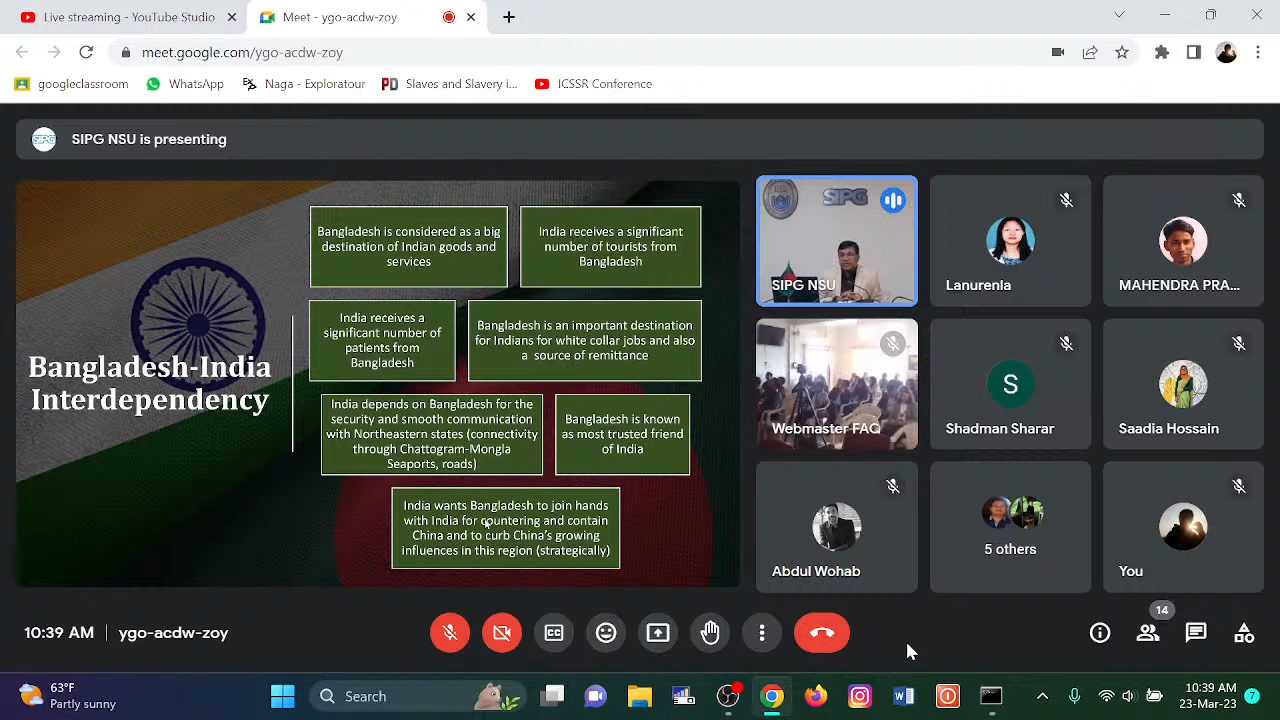 Livestreaming - YouTube Studio
Meet - ygo-acdw-zoy
meet.google.com/ygo-acdw-zoy
googleclassroom
WhatsApp
Naga - Exploratour
Slaves and Slavery i...
ICSSR Conference
SIPG NSU is presenting
Bangladesh-India
Interdependency
Bangladesh is considered as a big
destination of Indian goods and
services
India receives a significant
number of tourists from
Bangladesh
India receives a
significant number of
patients from
Bangladesh
Bangladesh is an important destination
for Indians for white collar jobs and also
a source of remittance
India depends on Bangladesh for the
security and smooth communication
with Northeastern states (connectivity
through Chattogram-Mongla
Seaports, roads)
Bangladesh is known
as most trusted friend
of India
India wants Bangladesh to join hands
with India for countering and contain
China and to curb China's growing
influences in this region (strategically)
SIPG
SIPG NSU
Lanurenla
MAHENDRA PRA...
Webmaster FAQ
S
Shadman Sharar
Saadia Hossain
Abdul Wohab
5 others
You
10:39 AM
ygo-acdw-zoy
14
63°F
Partly sunny
Search
10:39 AM
23-Mar-23
7